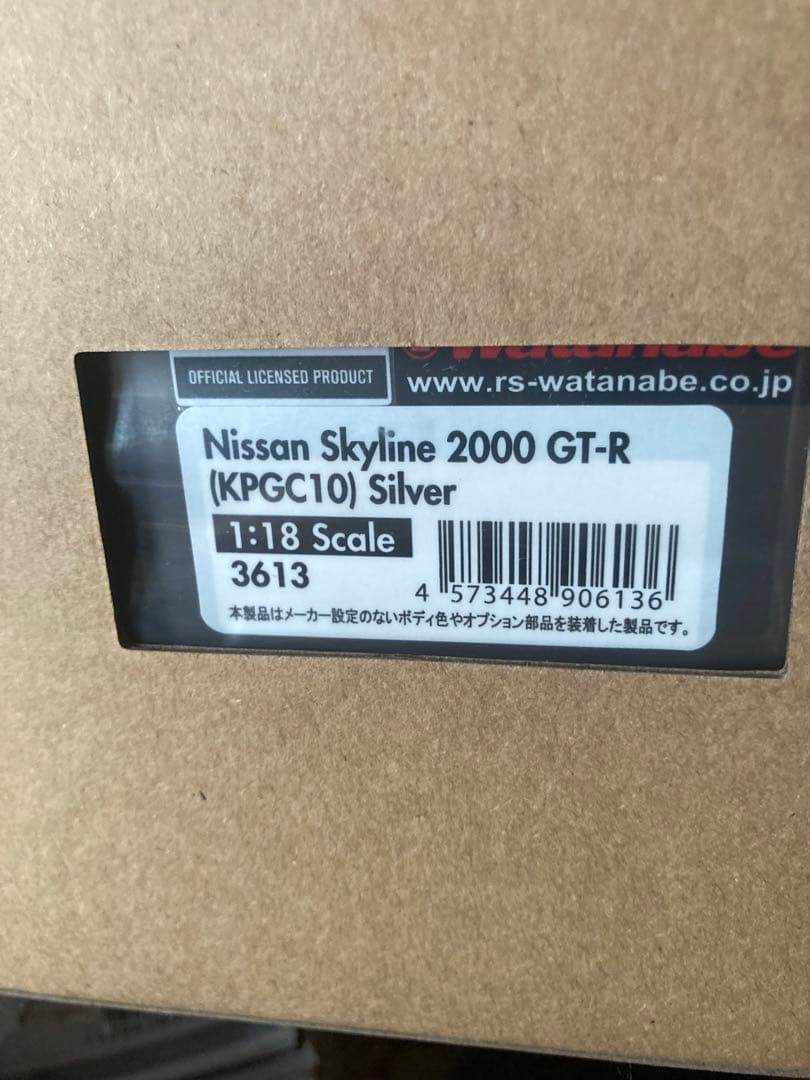 Watanabe
OFFICIAL LICENSED PRODUCT
www.rs-watanabe.co.jp
Nissan Skyline 2000 GT-R
(KPGC10) Silver
1:18 Scale
3613
4 573448 906136
本製品はメーカー設定のないボディ色やオプション部品を装着した製品です。